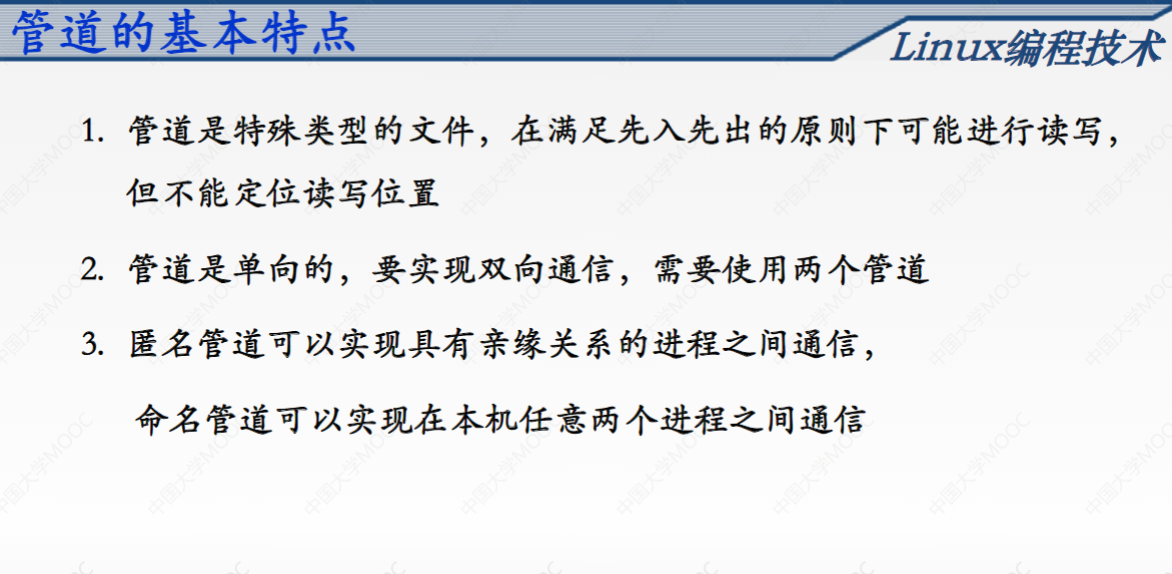 管道的基本特点
Linux编程技术
1. 管道是特殊类型的文件，在满足先入先出的原则下可能进行读写，
但不能定位读写位置
2. 管道是单向的，要实现双向通信，需要使用两个管道
3. 匿名管道可以实现具有亲缘关系的进程之间通信，
命名管道可以实现在本机任意两个进程之间通信
中国大学MOOC